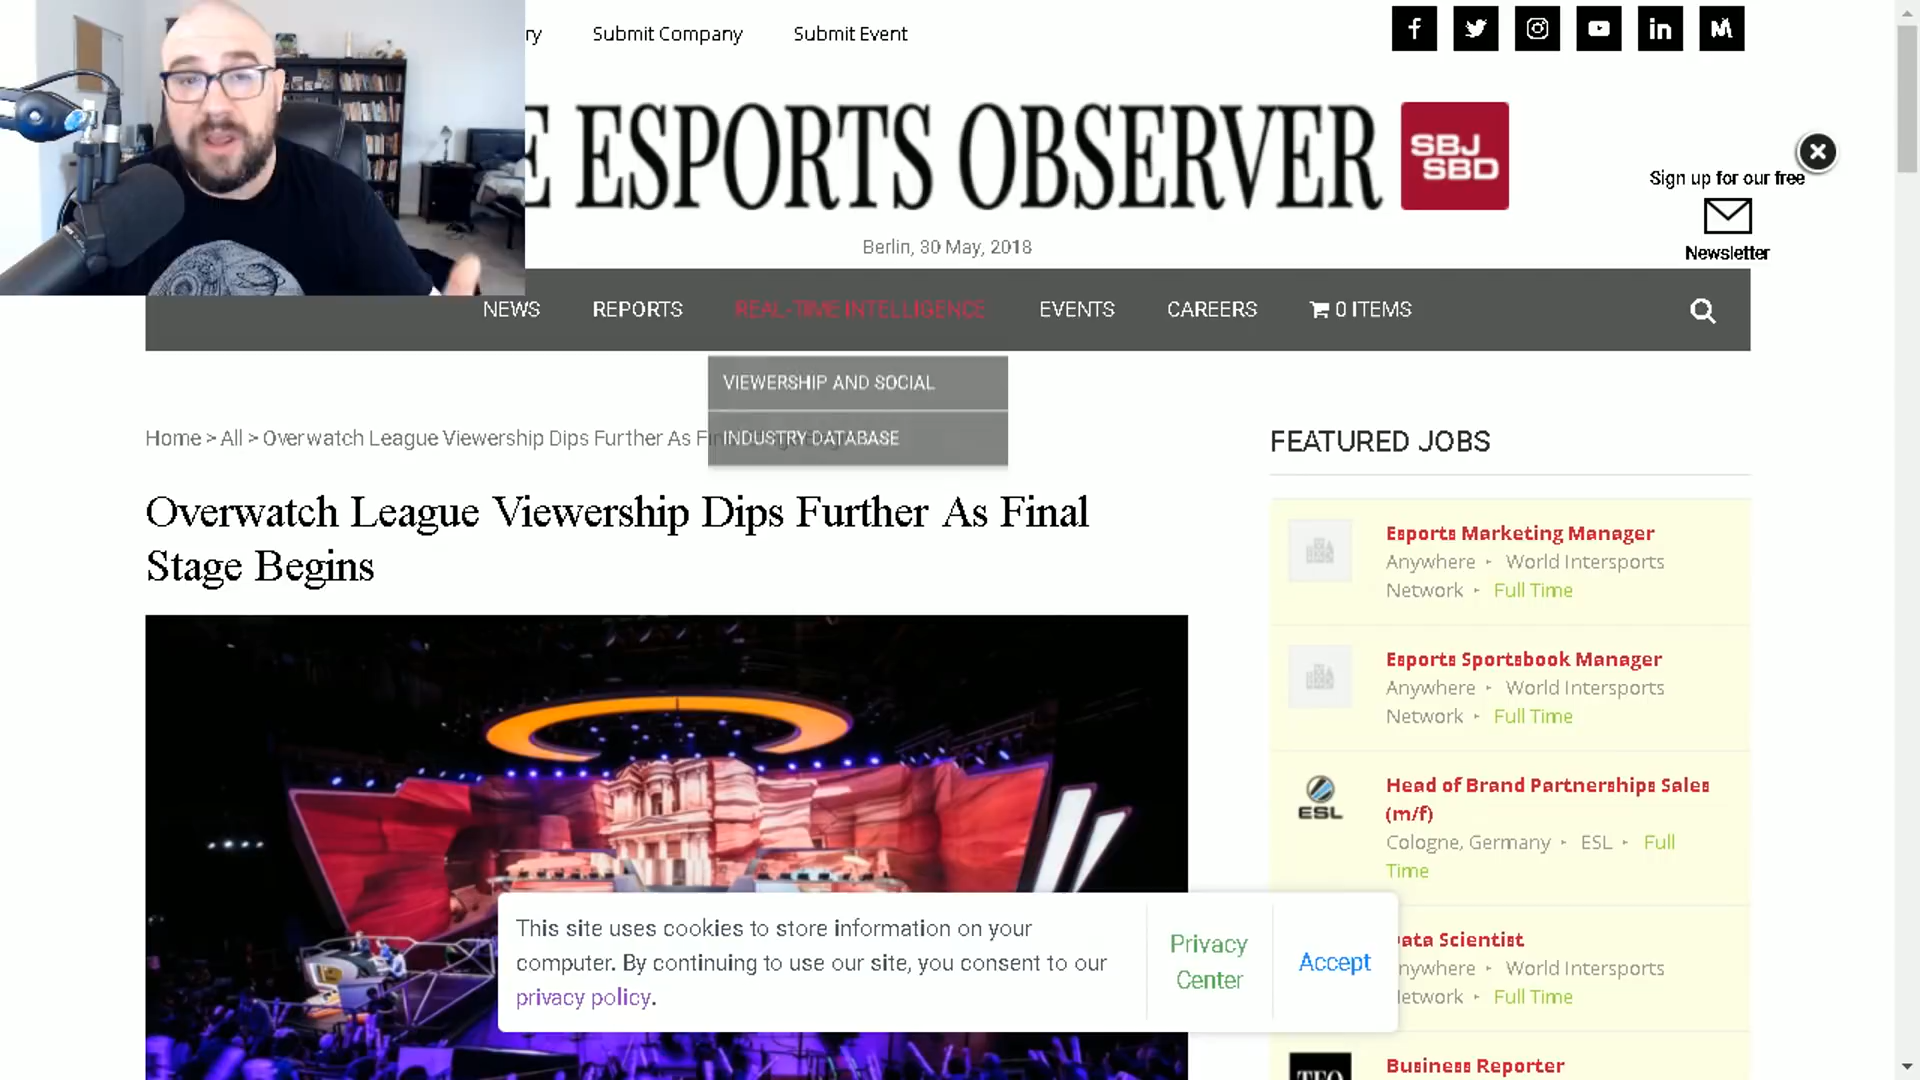 ry Submit Company Submit Event
E ESPORTS OBSERVER
SBJ
SBD
Sign up for our free
Newsletter
Berlin, 30 May, 2018
NEWS REPORTS REAL-TIME INTELLIGENCE EVENTS CAREERS 0 ITEMS
VIEWERSHIP AND SOCIAL
INDUSTRY DATABASE
Home > All > Overwatch League Viewership Dips Further As
Overwatch League Viewership Dips Further As Final
Stage Begins
FEATURED JOBS
Esports Marketing Manager
Anywhere ‣ World Intersports
Network ‣ Full Time
Esports Sportsbook Manager
Anywhere ‣ World Intersports
Network ‣ Full Time
ESL
Head of Brand Partnerships Sales
(m/f)
Cologne, Germany ‣ ESL ‣ Full
Time
ata Scientist
nywhere ‣ World Intersports
etwork ‣ Full Time
Business Reporter
TEO
This site uses cookies to store information on your
computer. By continuing to use our site, you consent to our
privacy policy.
Privacy
Center
Accept